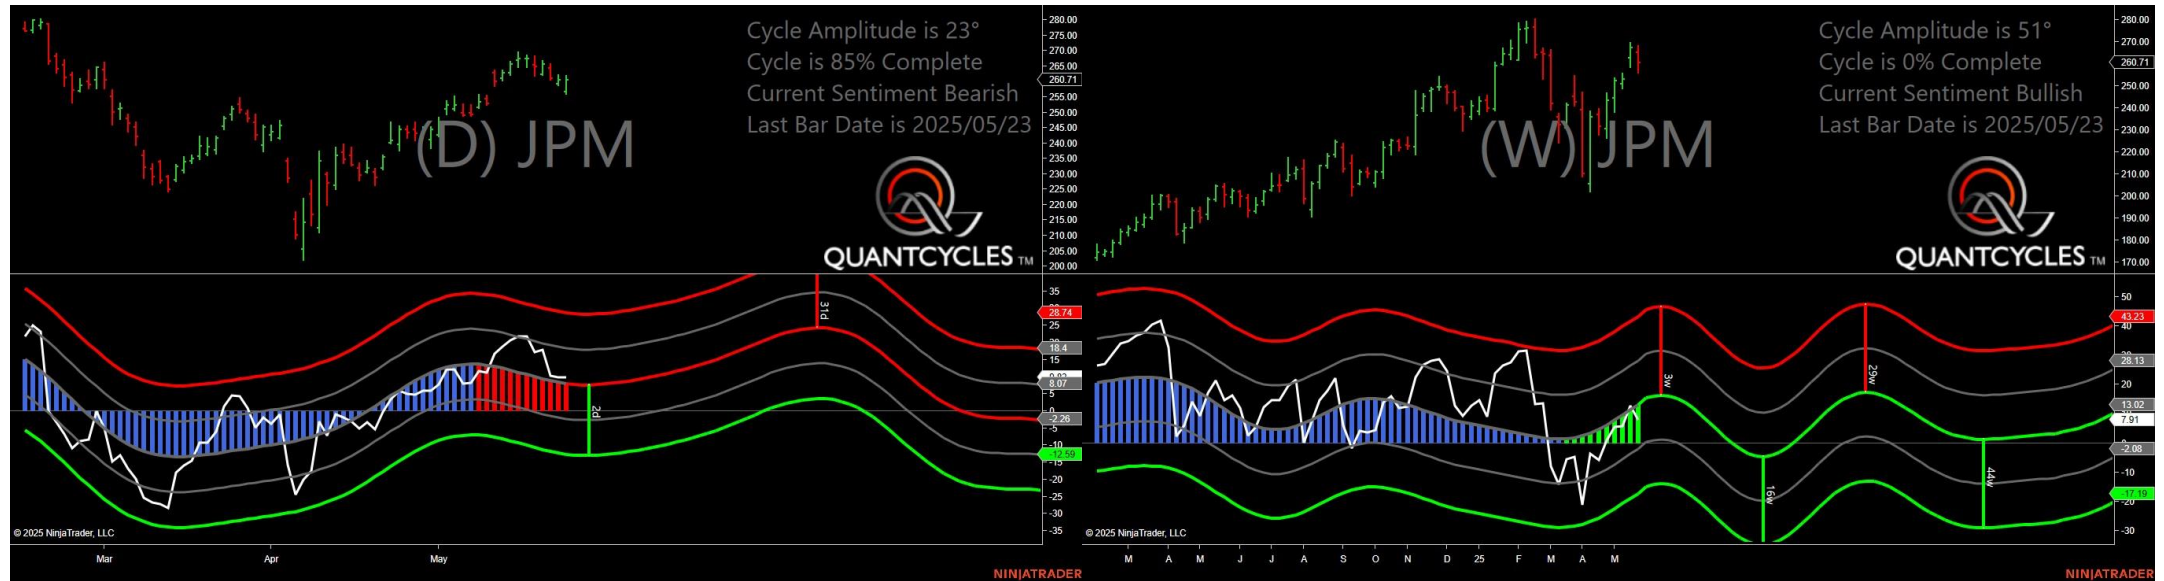 Cycle Amplitude is 23°
Cycle is 85% Complete
Current Sentiment Bearish
Last Bar Date is 2025/05/23
(D) JPM
QUANTCYCLES TM
280.00
275.00
270.00
265.00
260.71
255.00
250.00
245.00
240.00
235.00
230.00
225.00
220.00
215.00
210.00
205.00
200.00
35
28.74
25
18.4
15
8.07
-2.26
-5
-10
-12.59
-15
-20
-25
-30
-35
31d
2d
© 2025 NinjaTrader, LLC
Mar Apr May
NINJATRADER
Cycle Amplitude is 51°
Cycle is 0% Complete
Current Sentiment Bullish
Last Bar Date is 2025/05/23
(W) JPM
QUANTCYCLES TM
280.00
270.00
260.71
250.00
240.00
230.00
220.00
210.00
200.00
190.00
180.00
170.00
50
43.23
40
28.13
20
13.02
7.91
-2.08
-10
-17.19
-20
-30
3w
29w
16w
44w
© 2025 NinjaTrader, LLC
M A M J J A S O N D 25 F M A M
NINJATRADER